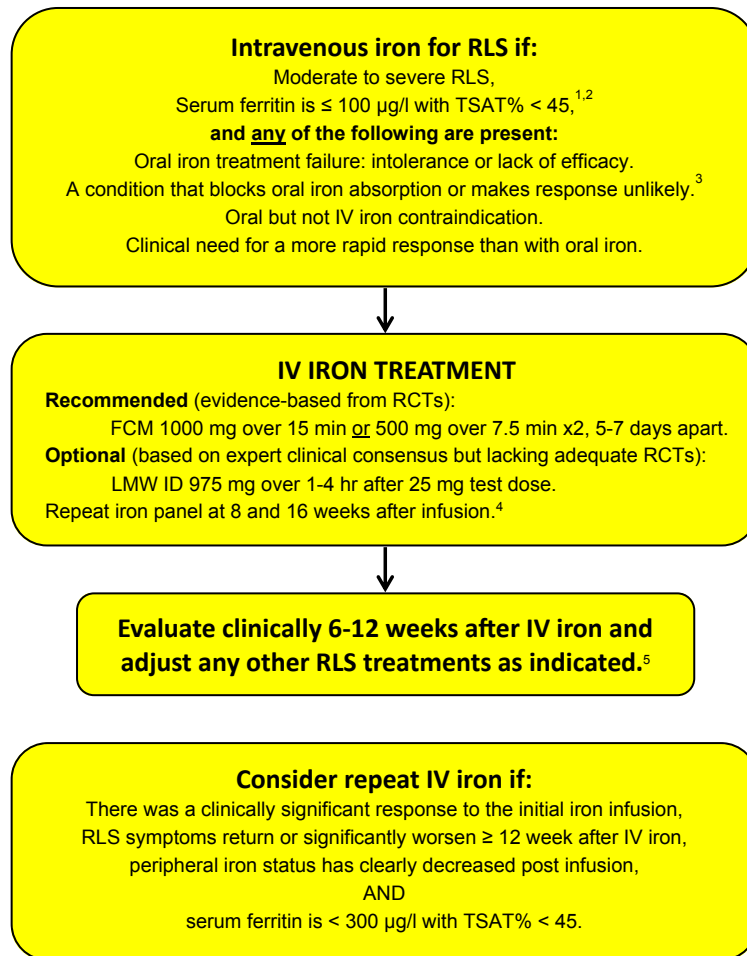 Intravenous iron for RLS if:
Moderate to severe RLS,
Serum ferritin is ≤ 100 µg/l with TSAT% < 45,1,2
and any of the following are present:
Oral iron treatment failure: intolerance or lack of efficacy.
A condition that blocks oral iron absorption or makes response unlikely.3
Oral but not IV iron contraindication.
Clinical need for a more rapid response than with oral iron.
IV IRON TREATMENT
Recommended (evidence-based from RCTs):
FCM 1000 mg over 15 min or 500 mg over 7.5 min x2, 5-7 days apart.
Optional (based on expert clinical consensus but lacking adequate RCTs):
LMW ID 975 mg over 1-4 hr after 25 mg test dose.
Repeat iron panel at 8 and 16 weeks after infusion.4
Evaluate clinically 6-12 weeks after IV iron and
adjust any other RLS treatments as indicated.5
Consider repeat IV iron if:
There was a clinically significant response to the initial iron infusion,
RLS symptoms return or significantly worsen ≥ 12 week after IV iron,
peripheral iron status has clearly decreased post infusion,
AND
serum ferritin is < 300 µg/l with TSAT% < 45.